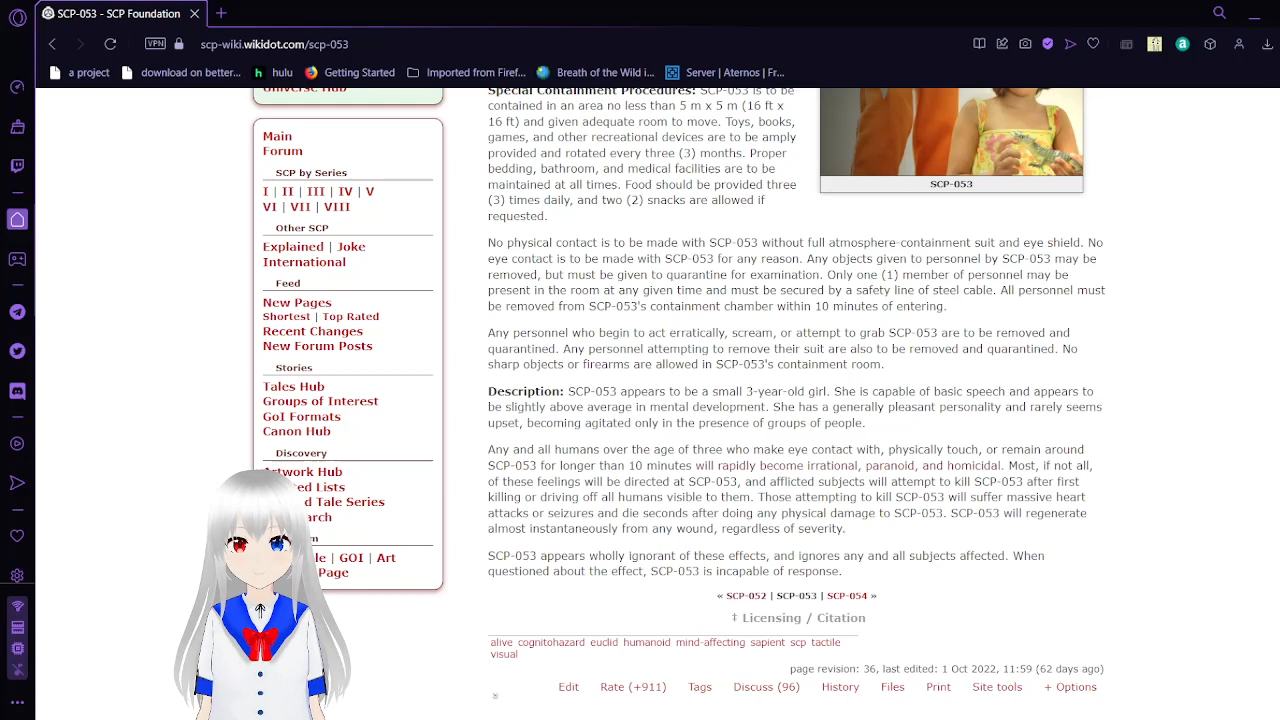 SCP-053 - SCP Foundation
VPN
scp-wiki.wikidot.com/scp-053
a project
download on better...
hulu
Getting Started
Imported from Firef...
Breath of the Wild i...
Server | Aternos | Fr...
Universe Hub
Main
Forum
SCP by Series
I | II | III | IV | V
VI | VII | VIII
Other SCP
Explained | Joke
International
Feed
New Pages
Shortest | Top Rated
Recent Changes
New Forum Posts
Stories
Tales Hub
Groups of Interest
GoI Formats
Canon Hub
Discovery
Artwork Hub
ed Lists
d Tale Series
arch
m
le | GOI | Art
Page
Special Containment Procedures: SCP-053 is to be
contained in an area no less than 5 m x 5 m (16 ft x
16 ft) and given adequate room to move. Toys, books,
games, and other recreational devices are to be amply
provided and rotated every three (3) months. Proper
bedding, bathroom, and medical facilities are to be
maintained at all times. Food should be provided three
(3) times daily, and two (2) snacks are allowed if
requested.
SCP-053
No physical contact is to be made with SCP-053 without full atmosphere-containment suit and eye shield. No
eye contact is to be made with SCP-053 for any reason. Any objects given to personnel by SCP-053 may be
removed, but must be given to quarantine for examination. Only one (1) member of personnel may be
present in the room at any given time and must be secured by a safety line of steel cable. All personnel must
be removed from SCP-053's containment chamber within 10 minutes of entering.
Any personnel who begin to act erratically, scream, or attempt to grab SCP-053 are to be removed and
quarantined. Any personnel attempting to remove their suit are also to be removed and quarantined. No
sharp objects or firearms are allowed in SCP-053's containment room.
Description: SCP-053 appears to be a small 3-year-old girl. She is capable of basic speech and appears to
be slightly above average in mental development. She has a generally pleasant personality and rarely seems
upset, becoming agitated only in the presence of groups of people.
Any and all humans over the age of three who make eye contact with, physically touch, or remain around
SCP-053 for longer than 10 minutes will rapidly become irrational, paranoid, and homicidal. Most, if not all,
of these feelings will be directed at SCP-053, and afflicted subjects will attempt to kill SCP-053 after first
killing or driving off all humans visible to them. Those attempting to kill SCP-053 will suffer massive heart
attacks or seizures and die seconds after doing any physical damage to SCP-053. SCP-053 will regenerate
almost instantaneously from any wound, regardless of severity.
SCP-053 appears wholly ignorant of these effects, and ignores any and all subjects affected. When
questioned about the effect, SCP-053 is incapable of response.
« SCP-052 | SCP-053 | SCP-054 »
‡ Licensing / Citation
alive cognitohazard euclid humanoid mind-affecting sapient scp tactile
visual
page revision: 36, last edited: 1 Oct 2022, 11:59 (62 days ago)
Edit Rate (+911) Tags Discuss (96) History Files Print Site tools + Options